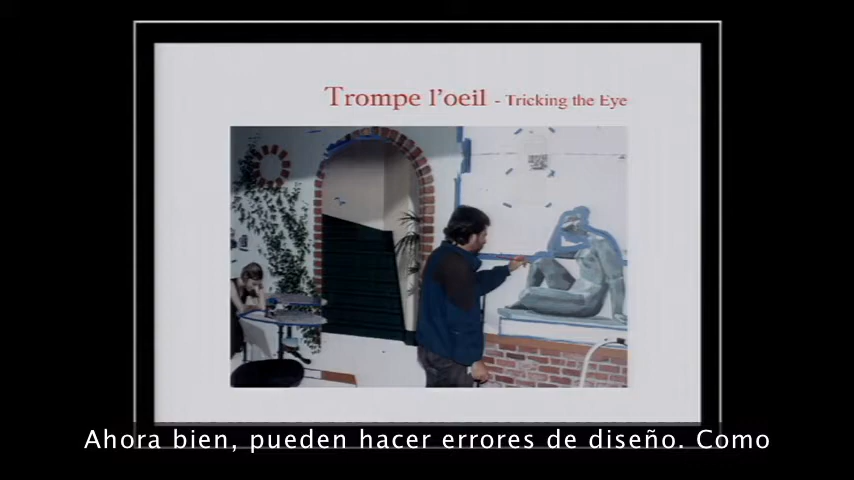 Trompe l'oeil - Tricking the Eye
Ahora bien, pueden hacer errores de diseño. Como